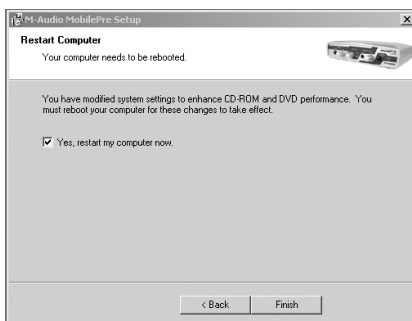 M-Audio MobilePre Setup
Restart Computer
Your computer needs to be rebooted.
You have modified system settings to enhance CD-ROM and DVD performance. You
must reboot your computer for these changes to take effect.
Yes, restart my computer now.
< Back
Finish